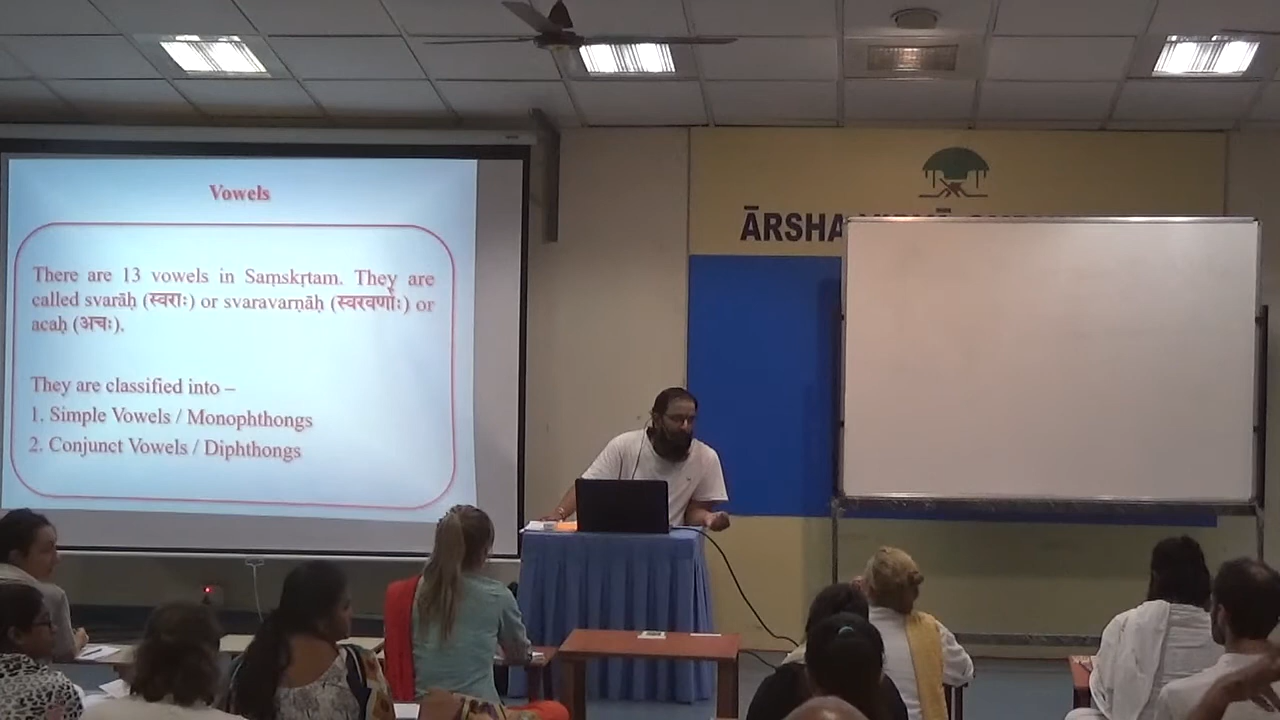 Vowels
There are 13 vowels in Saṃskṛtam. They are
called svarāḥ (स्वराः) or svaravarṇāḥ (स्वरवर्णाः) or
acaḥ (अचः).
They are classified into –
1. Simple Vowels / Monophthongs
2. Conjunct Vowels / Diphthongs
ĀRSHA